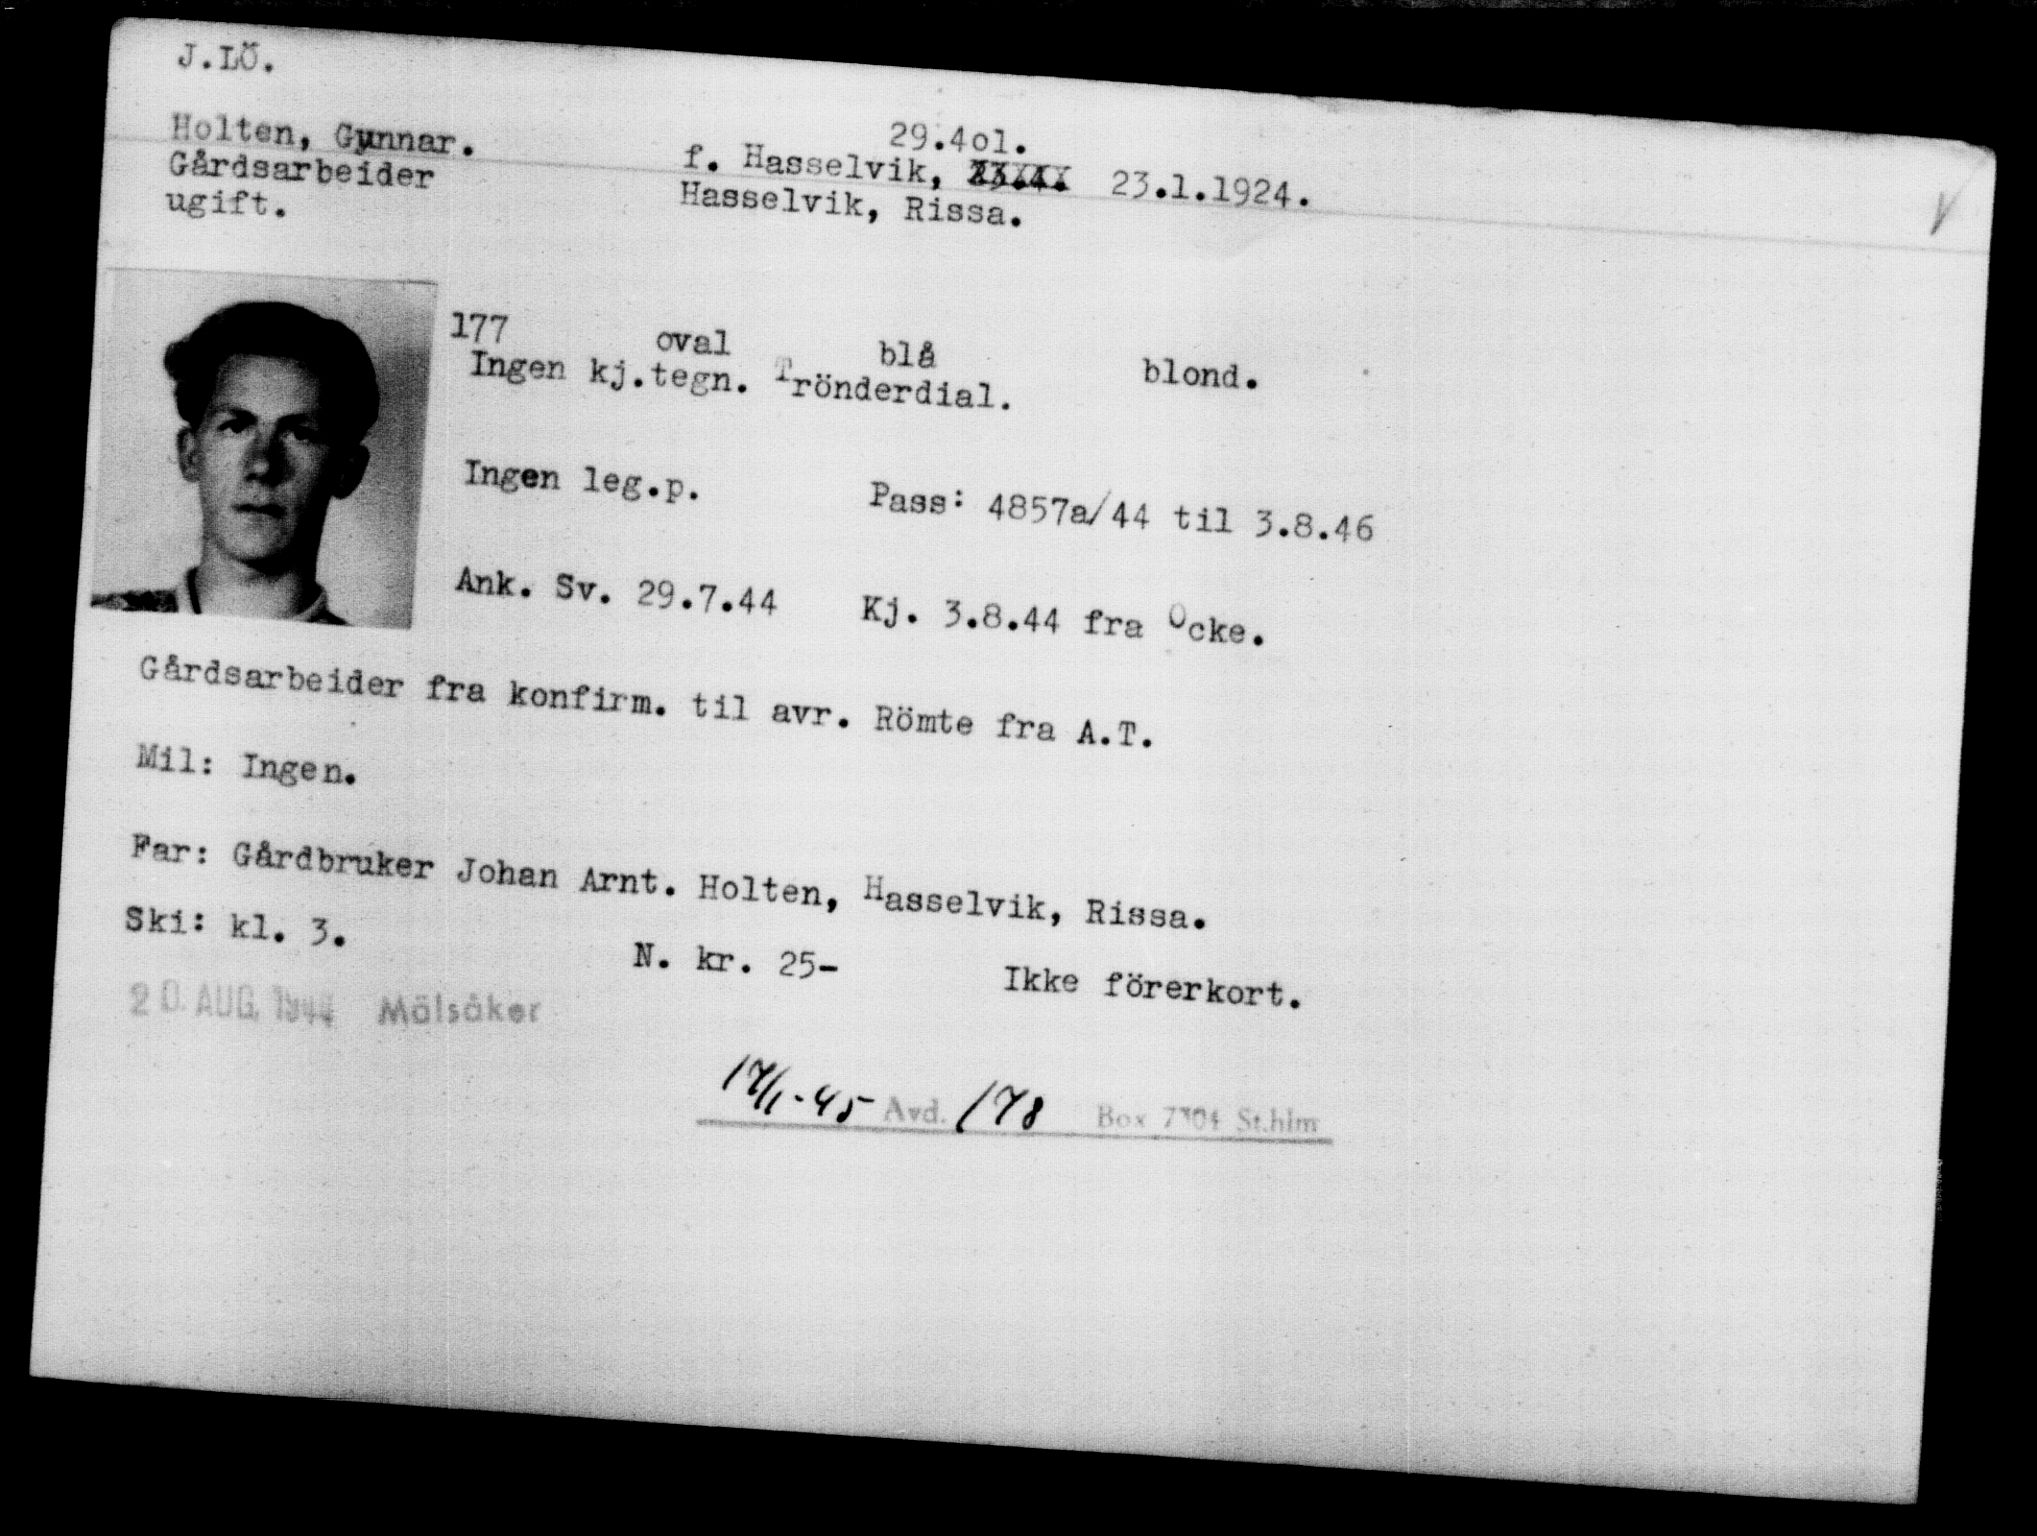 J.LÖ.
29.4ol.
Holten, Gunnar. f. Hasselvik, 23.1.1924.
Gårdsarbeider Hasselvik, Rissa.
ugift.
177 oval blå blond.
Ingen kj.tegn. Trönderdial.
Ingen leg.p. Pass: 4857a/44 til 3.8.46
Ank. Sv. 29.7.44 Kj. 3.8.44 fra Ocke.
Gårdsarbeider fra konfirm. til avr. Römte fra A.T.
Mil: Ingen.
Far: Gårdbruker Johan Arnt. Holten, Hasselvik, Rissa.
Ski: kl. 3. N. kr. 25- Ikke förerkort.
20. AUG. 1944 Mälsåker
17/1-45 Avd. 178 Box 7304 St.hlm